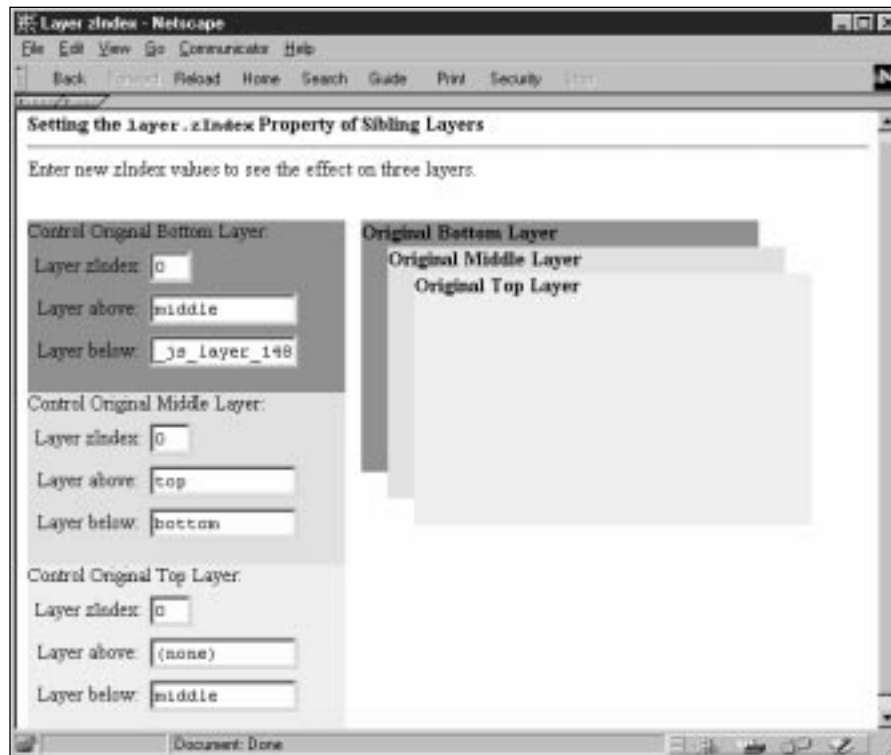 Layer zIndex - Netscape
File Edit View Go Communicator Help
Back Forward Reload Home Search Guide Print Security Stop
Setting the layer.zIndex Property of Sibling Layers
Enter new zIndex values to see the effect on three layers.
Control Original Bottom Layer:
Layer zIndex: 0
Layer above: middle
Layer below: _js_layer_148
Control Original Middle Layer:
Layer zIndex: 0
Layer above: top
Layer below: bottom
Control Original Top Layer:
Layer zIndex: 0
Layer above: (none)
Layer below: middle
Original Bottom Layer
Original Middle Layer
Original Top Layer
Document: Done